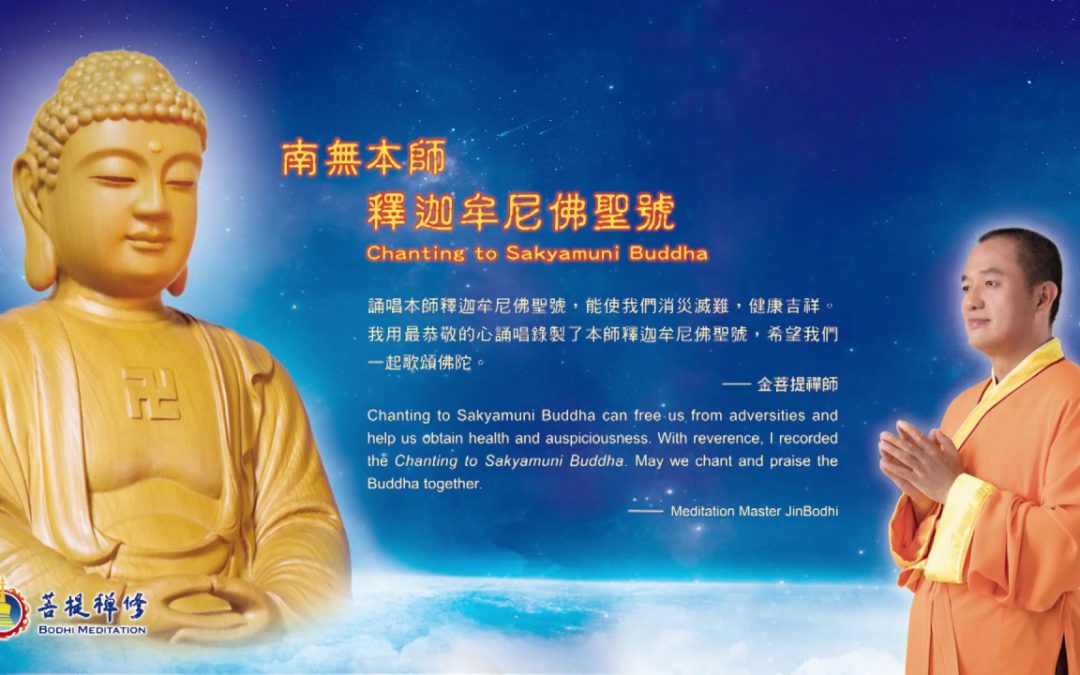 南無本師
釋迦牟尼佛聖號
Chanting to Sakyamuni Buddha
誦唱本師釋迦牟尼佛聖號，能使我們消災滅難，健康吉祥。
我用最恭敬的心誦唱錄製了本師釋迦牟尼佛聖號，希望我們
一起歌頌佛陀。
—— 金菩提禪師
Chanting to Sakyamuni Buddha can free us from adversities and
help us obtain health and auspiciousness. With reverence, I recorded
the Chanting to Sakyamuni Buddha. May we chant and praise the
Buddha together.
—— Meditation Master JinBodhi
卍
菩提禪修
BODHI MEDITATION